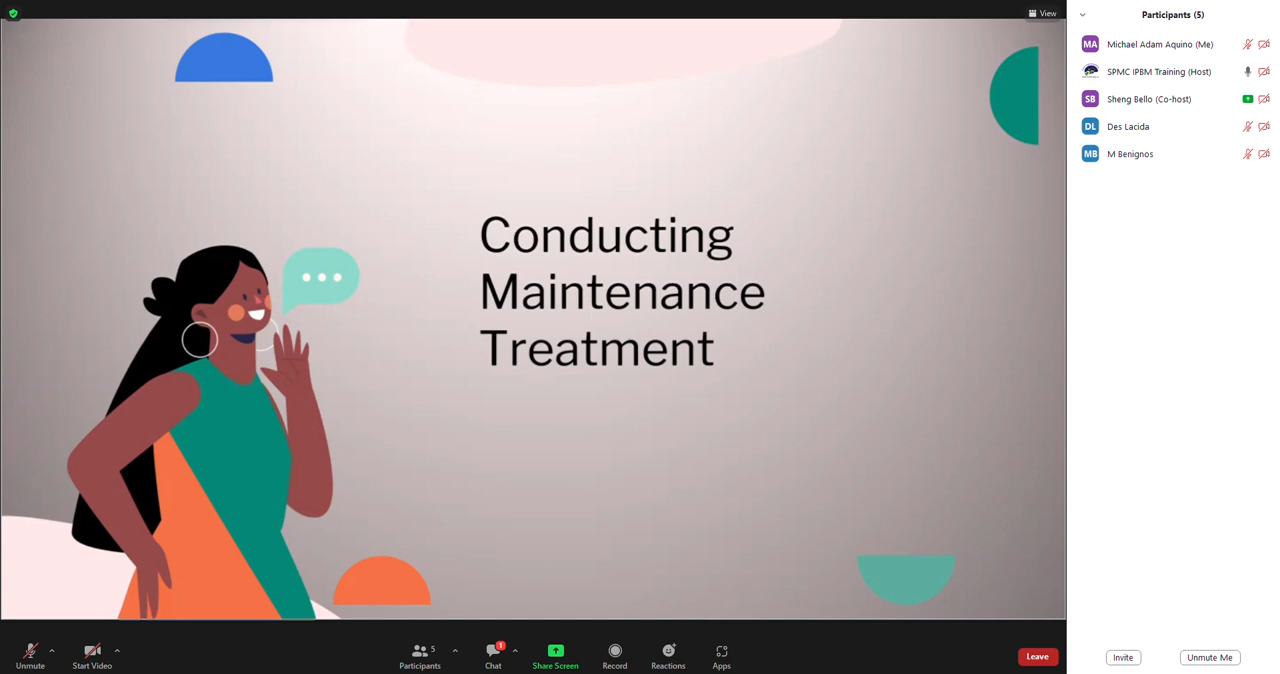 View
Participants (5)
MA Michael Adam Aquino (Me)
SPMC IPBM Training (Host)
SB Sheng Bello (Co-host)
DL Des Lacida
MB M Benignos
Conducting
Maintenance
Treatment
Unmute
Start Video
5
Participants
1
Chat
Share Screen
Record
Reactions
Apps
Leave
Invite
Unmute Me